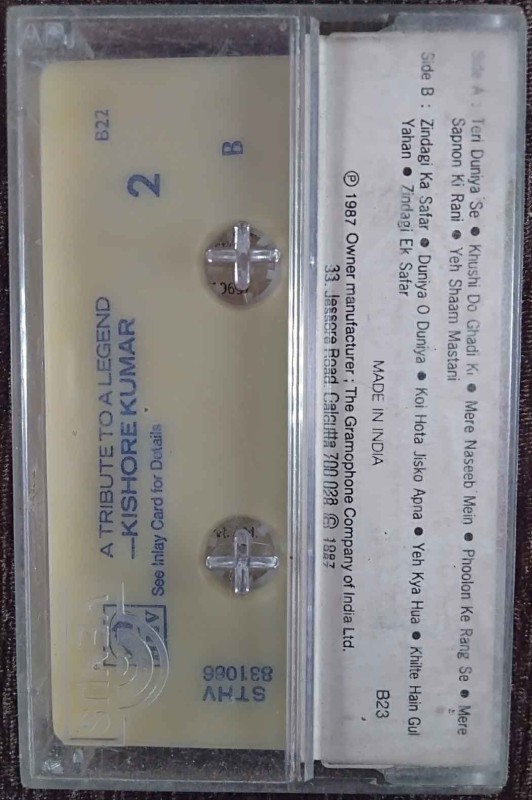 Side A : Teri Duniya Se ● Khushi Do Ghadi Ki ● Mere Naseeb Mein ● Phoolon Ke Rang Se ● Mere
Sapnon Ki Rani ● Yeh Shaam Mastani
Side B : Zindagi Ka Safar ● Duniya O Duniya ● Koi Hota Jisko Apna ● Yeh Kya Hua ● Khilte Hain Gul
Yahan ● Zindagi Ek Safar
MADE IN INDIA
B23
℗ 1987 Owner manufacturer ; The Gramophone Company of India Ltd.
33, Jessore Road, Calcutta 700 028 © 1987
B22
2
B
A TRIBUTE TO A LEGEND
—KISHORE KUMAR
See Inlay Card for Details
STHV
831066
VENUS